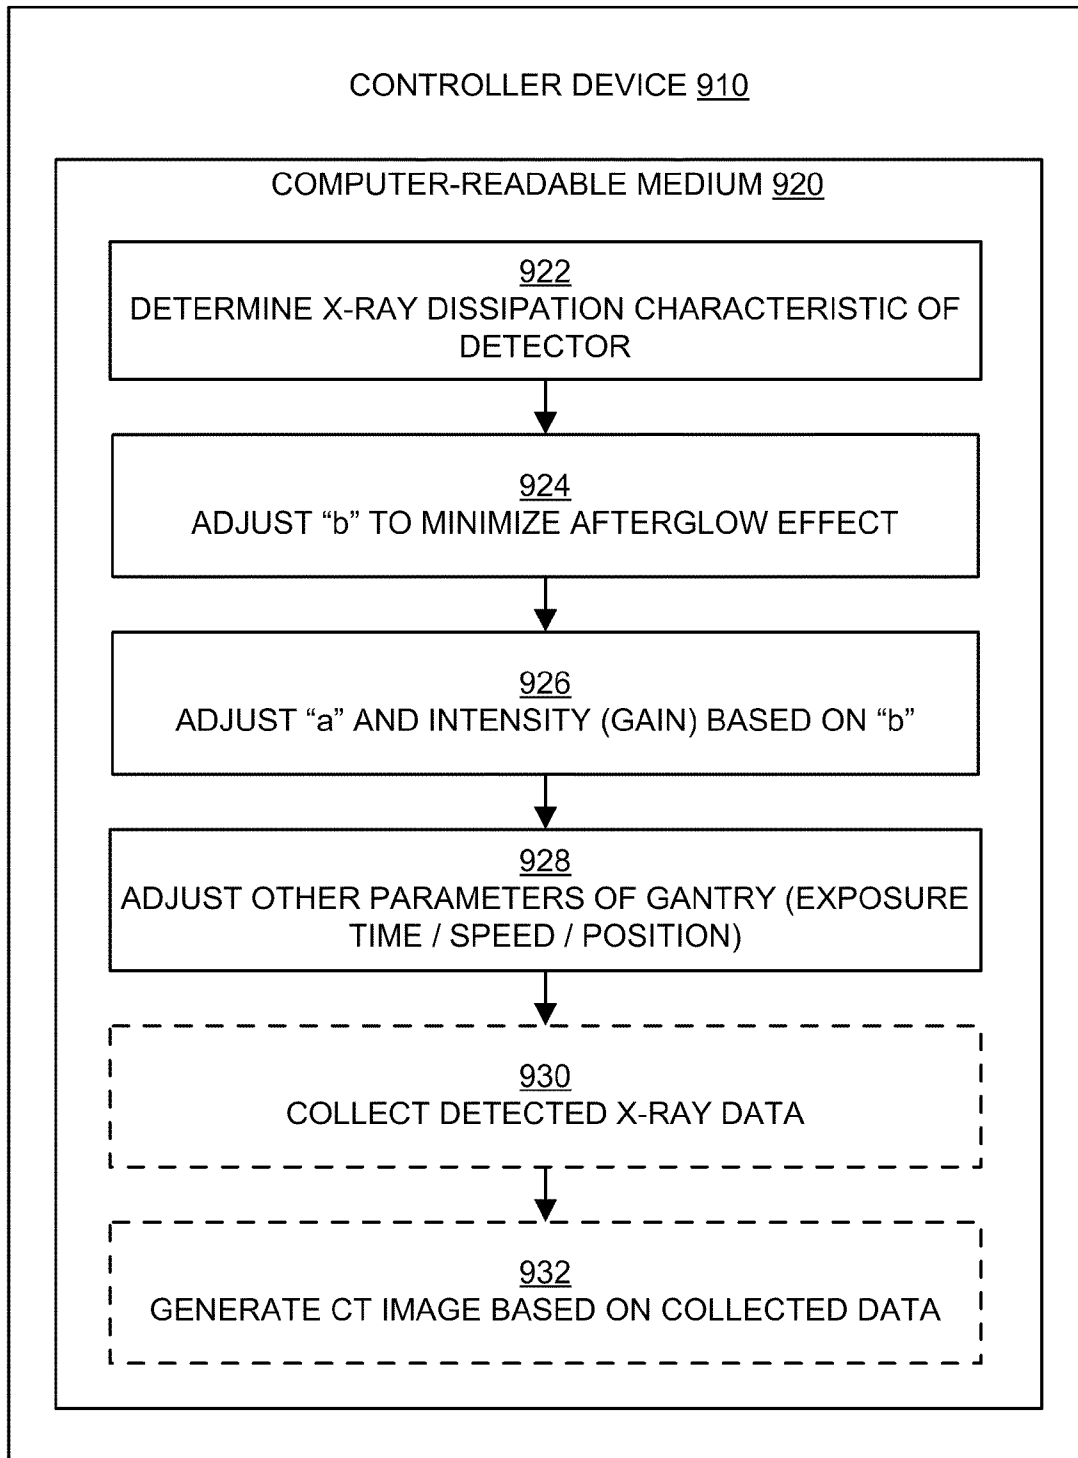 CONTROLLER DEVICE 910
COMPUTER-READABLE MEDIUM 920
922
DETERMINE X-RAY DISSIPATION CHARACTERISTIC OF
DETECTOR
924
ADJUST “b” TO MINIMIZE AFTERGLOW EFFECT
926
ADJUST “a” AND INTENSITY (GAIN) BASED ON “b”
928
ADJUST OTHER PARAMETERS OF GANTRY (EXPOSURE
TIME / SPEED / POSITION)
930
COLLECT DETECTED X-RAY DATA
932
GENERATE CT IMAGE BASED ON COLLECTED DATA